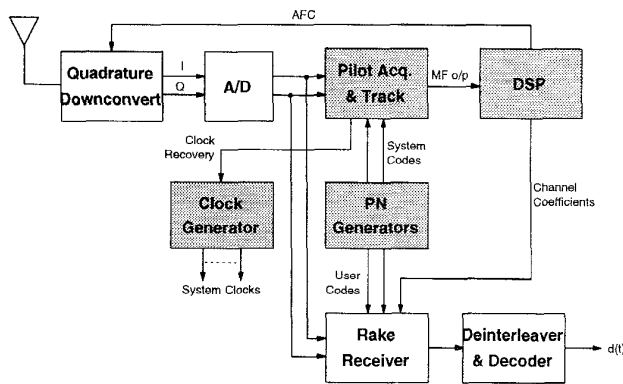 AFC
Quadrature
Downconvert
I
Q
A/D
Pilot Acq.
& Track
MF o/p
DSP
Clock
Recovery
System
Codes
Channel
Coefficients
Clock
Generator
PN
Generators
System Clocks
User
Codes
Rake
Receiver
Deinterleaver
& Decoder
d(t)